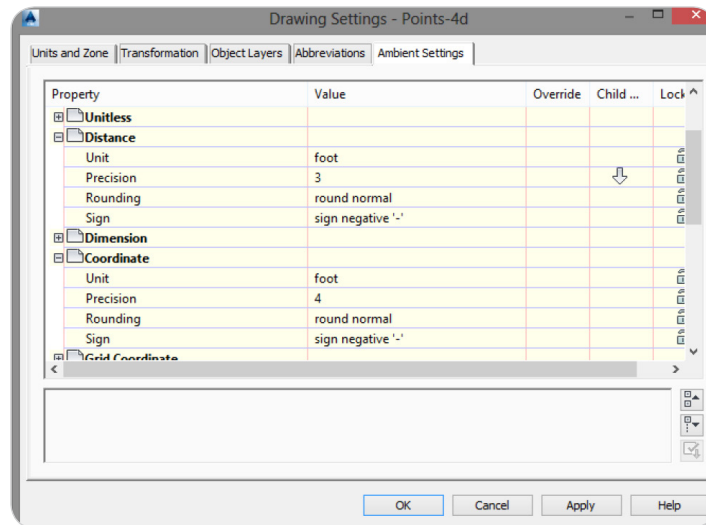 Drawing Settings - Points-4d
Units and Zone Transformation Object Layers Abbreviations Ambient Settings
Property Value Override Child ... Lock
Unitless
Distance
Unit foot
Precision 3
Rounding round normal
Sign sign negative '-'
Dimension
Coordinate
Unit foot
Precision 4
Rounding round normal
Sign sign negative '-'
Grid Coordinate
OK Cancel Apply Help